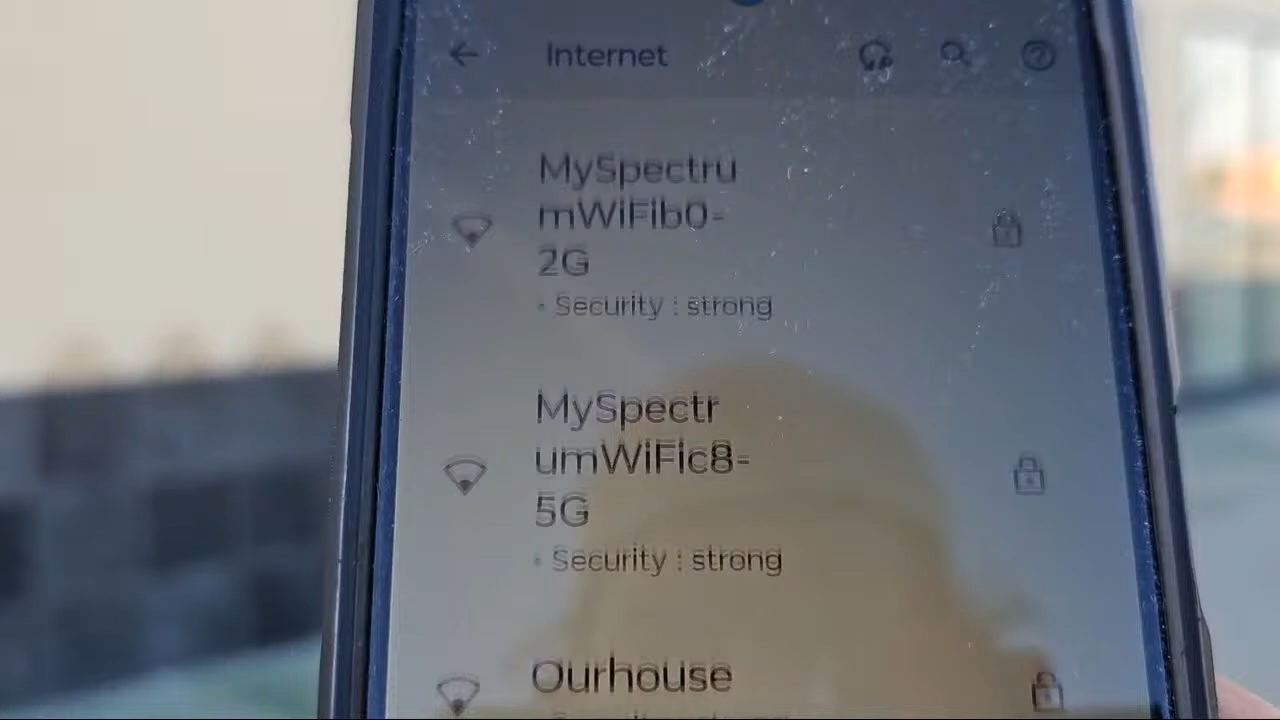 Internet
MySpectru
mWiFib0-
2G
• Security : strong
MySpectr
umWiFic8-
5G
• Security : strong
Ourhouse